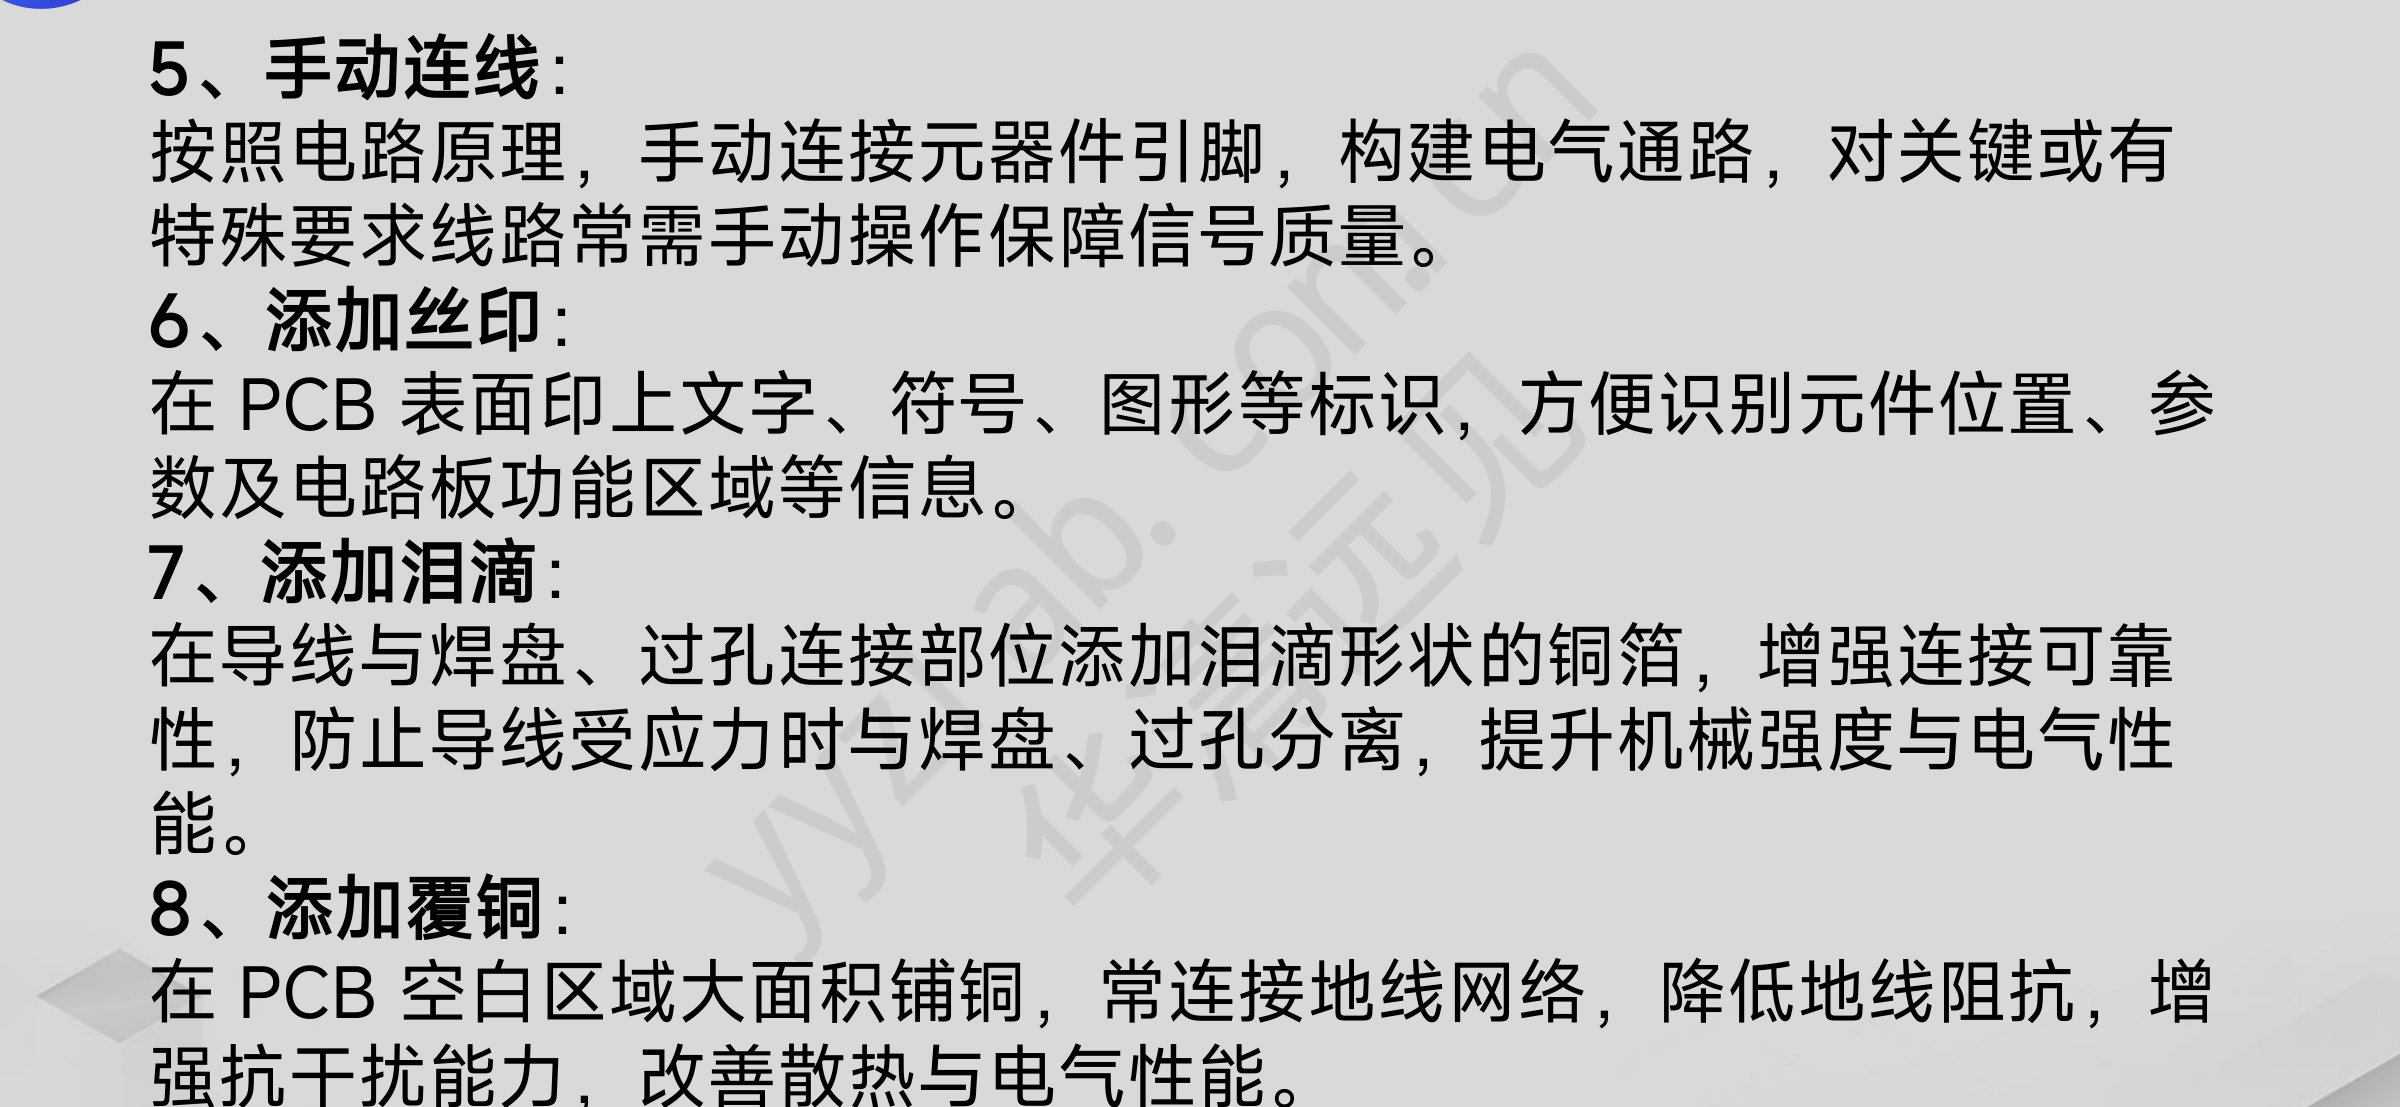 5、手动连线：
按照电路原理，手动连接元器件引脚，构建电气通路，对关键或有
特殊要求线路常需手动操作保障信号质量。
6、添加丝印：
在 PCB 表面印上文字、符号、图形等标识，方便识别元件位置、参
数及电路板功能区域等信息。
7、添加泪滴：
在导线与焊盘、过孔连接部位添加泪滴形状的铜箔，增强连接可靠
性，防止导线受应力时与焊盘、过孔分离，提升机械强度与电气性
能。
8、添加覆铜：
在 PCB 空白区域大面积铺铜，常连接地线网络，降低地线阻抗，增
强抗干扰能力，改善散热与电气性能。
yyzlab.com.cn
华清远见